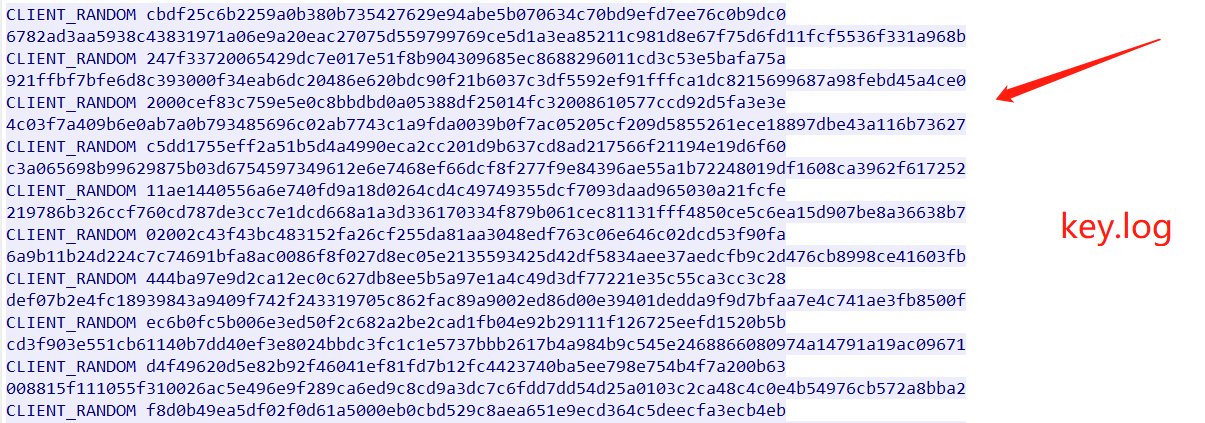 CLIENT_RANDOM cbdf25c6b2259a0b380b735427629e94abe5b070634c70bd9efd7ee76c0b9dc0
6782ad3aa5938c43831971a06e9a20eac27075d559799769ce5d1a3ea85211c981d8e67f75d6fd11fcf5536f331a968b
CLIENT_RANDOM 247f33720065429dc7e017e51f8b904309685ec8688296011cd3c53e5bafa75a
921ffbf7bfe6d8c393000f34eab6dc20486e620bdc90f21b6037c3df5592ef91fffca1dc8215699687a98febd45a4ce0
CLIENT_RANDOM 2000cef83c759e5e0c8bbdbd0a05388df25014fc32008610577ccd92d5fa3e3e
4c03f7a409b6e0ab7a0b793485696c02ab7743c1a9fda0039b0f7ac05205cf209d5855261ece18897dbe43a116b73627
CLIENT_RANDOM c5dd1755eff2a51b5d4a4990eca2cc201d9b637cd8ad217566f21194e19d6f60
c3a065698b99629875b03d6754597349612e6e7468ef66dcf8f277f9e84396ae55a1b72248019df1608ca3962f617252
CLIENT_RANDOM 11ae1440556a6e740fd9a18d0264cd4c49749355dcf7093daad965030a21fcfe
219786b326ccf760cd787de3cc7e1dcd668a1a3d336170334f879b061cec81131fff4850ce5c6ea15d907be8a36638b7
CLIENT_RANDOM 02002c43f43bc483152fa26cf255da81aa3048edf763c06e646c02dcd53f90fa
6a9b11b24d224c7c74691bfa8ac0086f8f027d8ec05e2135593425d42df5834aee37aedcfb9c2d476cb8998ce41603fb
CLIENT_RANDOM 444ba97e9d2ca12ec0c627db8ee5b5a97e1a4c49d3df77221e35c55ca3cc3c28
def07b2e4fc18939843a9409f742f243319705c862fac89a9002ed86d00e39401dedda9f9d7bfaa7e4c741ae3fb8500f
CLIENT_RANDOM ec6b0fc5b006e3ed50f2c682a2be2cad1fb04e92b29111f126725eefd1520b5b
cd3f903e551cb61140b7dd40ef3e8024bbdc3fc1c1e5737bbb2617b4a984b9c545e2468866080974a14791a19ac09671
CLIENT_RANDOM d4f49620d5e82b92f46041ef81fd7b12fc4423740ba5ee798e754b4f7a200b63
008815f111055f310026ac5e496e9f289ca6ed9c8cd9a3dc7c6fdd7dd54d25a0103c2ca48c4c0e4b54976cb572a8bba2
CLIENT_RANDOM f8d0b49ea5df02f0d61a5000eb0cbd529c8aea651e9ecd364c5deecfa3ecb4eb
key.log